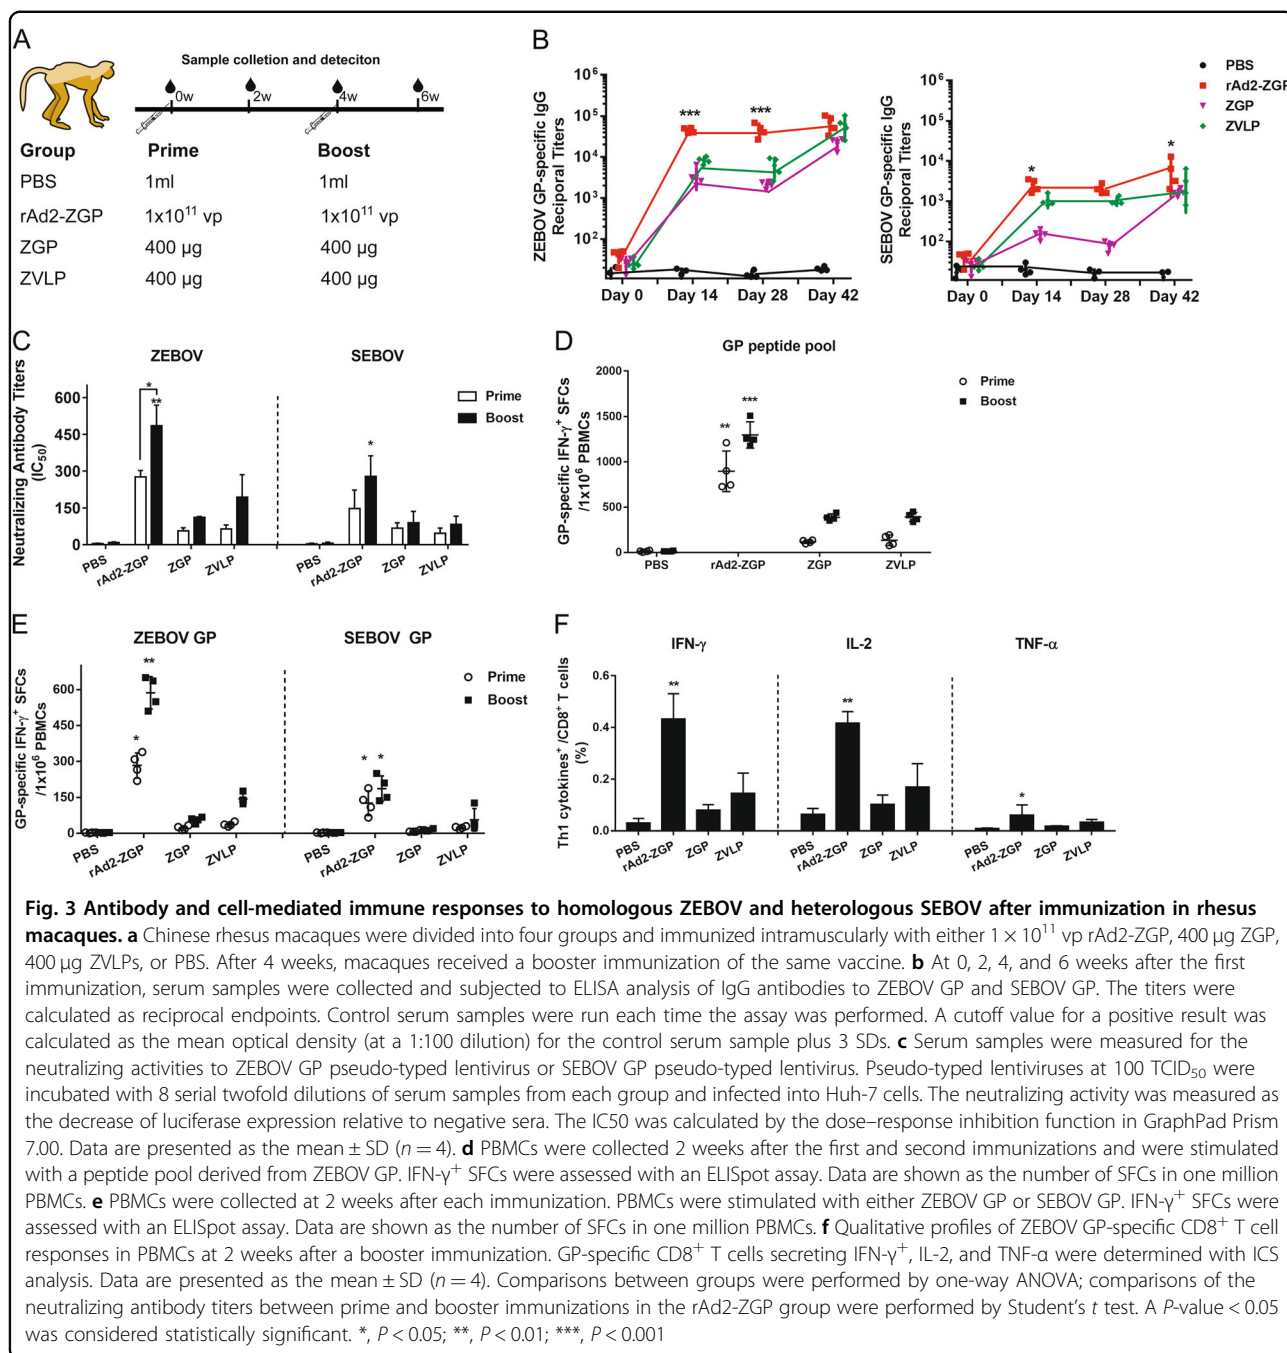 A
Sample colletion and deteciton
0w 2w 4w 6w
Group Prime Boost
PBS 1ml 1ml
rAd2-ZGP 1x10¹¹ vp 1x10¹¹ vp
ZGP 400 µg 400 µg
ZVLP 400 µg 400 µg
B
ZEBOV GP-specific IgG
Reciporal Titers
10⁶
10⁵
10⁴
10³
10²
*** ***
Day 0 Day 14 Day 28 Day 42
SEBOV GP-specific IgG
Reciporal Titers
10⁶
10⁵
10⁴
10³
10²
* *
Day 0 Day 14 Day 28 Day 42
PBS
rAd2-ZGP
ZGP
ZVLP
C
ZEBOV SEBOV
Neutralizing Antibody Titers
(IC₅₀)
600
450
300
150
0
* ** *
Prime
Boost
PBS rAd2-ZGP ZGP ZVLP PBS rAd2-ZGP ZGP ZVLP
D
GP peptide pool
GP-specific IFN-γ⁺ SFCs
/1x10⁶ PBMCs
2000
1500
1000
500
0
** ***
Prime
Boost
PBS rAd2-ZGP ZGP ZVLP
E
ZEBOV GP SEBOV GP
GP-specific IFN-γ⁺ SFCs
/1x10⁶ PBMCs
600
450
300
150
0
* ** * *
Prime
Boost
PBS rAd2-ZGP ZGP ZVLP PBS rAd2-ZGP ZGP ZVLP
F
IFN-γ IL-2 TNF-α
Th1 cytokines⁺ /CD8⁺ T cells
(%)
0.6
0.4
0.2
0.0
** ** *
PBS rAd2-ZGP ZGP ZVLP PBS rAd2-ZGP ZGP ZVLP PBS rAd2-ZGP ZGP ZVLP
Fig. 3 Antibody and cell-mediated immune responses to homologous ZEBOV and heterologous SEBOV after immunization in rhesus
macaques. a Chinese rhesus macaques were divided into four groups and immunized intramuscularly with either 1 × 10¹¹ vp rAd2-ZGP, 400 µg ZGP,
400 µg ZVLPs, or PBS. After 4 weeks, macaques received a booster immunization of the same vaccine. b At 0, 2, 4, and 6 weeks after the first
immunization, serum samples were collected and subjected to ELISA analysis of IgG antibodies to ZEBOV GP and SEBOV GP. The titers were
calculated as reciprocal endpoints. Control serum samples were run each time the assay was performed. A cutoff value for a positive result was
calculated as the mean optical density (at a 1:100 dilution) for the control serum sample plus 3 SDs. c Serum samples were measured for the
neutralizing activities to ZEBOV GP pseudo-typed lentivirus or SEBOV GP pseudo-typed lentivirus. Pseudo-typed lentiviruses at 100 TCID₅₀ were
incubated with 8 serial twofold dilutions of serum samples from each group and infected into Huh-7 cells. The neutralizing activity was measured as
the decrease of luciferase expression relative to negative sera. The IC50 was calculated by the dose–response inhibition function in GraphPad Prism
7.00. Data are presented as the mean ± SD (n = 4). d PBMCs were collected 2 weeks after the first and second immunizations and were stimulated
with a peptide pool derived from ZEBOV GP. IFN-γ⁺ SFCs were assessed with an ELISpot assay. Data are shown as the number of SFCs in one million
PBMCs. e PBMCs were collected at 2 weeks after each immunization. PBMCs were stimulated with either ZEBOV GP or SEBOV GP. IFN-γ⁺ SFCs were
assessed with an ELISpot assay. Data are shown as the number of SFCs in one million PBMCs. f Qualitative profiles of ZEBOV GP-specific CD8⁺ T cell
responses in PBMCs at 2 weeks after a booster immunization. GP-specific CD8⁺ T cells secreting IFN-γ⁺, IL-2, and TNF-α were determined with ICS
analysis. Data are presented as the mean ± SD (n = 4). Comparisons between groups were performed by one-way ANOVA; comparisons of the
neutralizing antibody titers between prime and booster immunizations in the rAd2-ZGP group were performed by Student's t test. A P-value < 0.05
was considered statistically significant. *, P < 0.05; **, P < 0.01; ***, P < 0.001